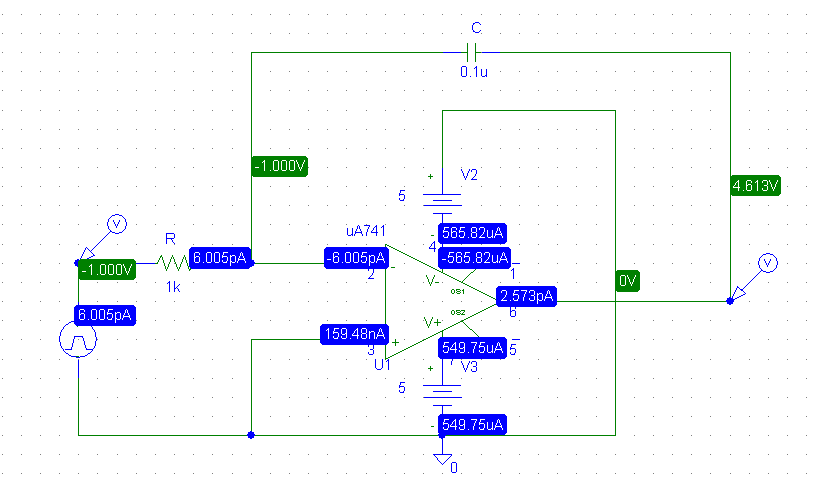 C
0.1u
-1.000V
V2
+
5
4.613V
V
R
uA741
-
565.82uA
4
V
6.005pA
-6.005pA
-565.82uA
-1.000V
2
-
1
1k
V-
0V
OS1
2.573pA
6.005pA
OS2
6
V+
159.48nA
+
3
549.75uA
5
U1
7
+
V3
5
-
549.75uA
0